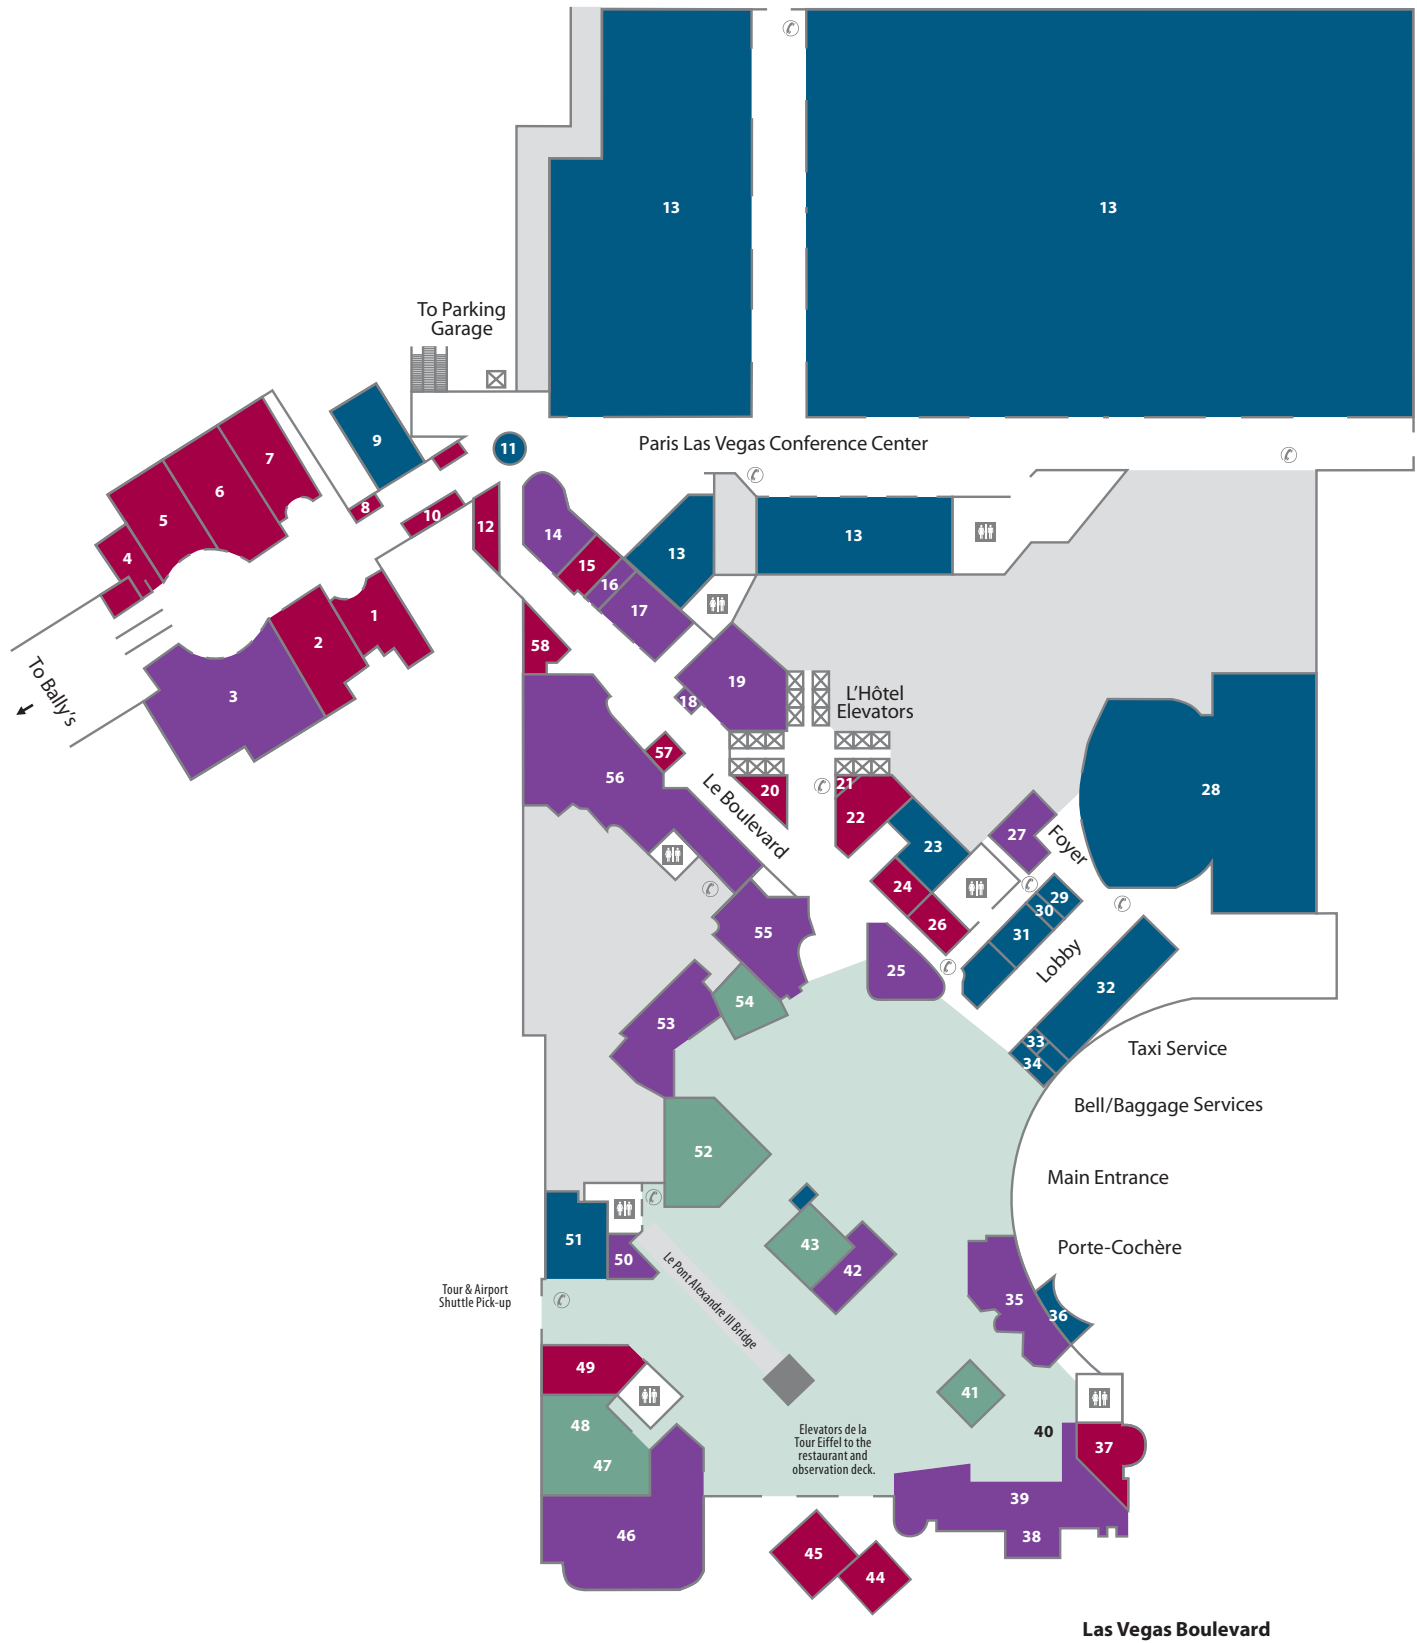 13
13
To Parking
Garage
9
11
Paris Las Vegas Conference Center
7
6
5
8
10
12
4
14
13
13
15
16
17
1
2
58
3
To Bally's
19
18
L'Hôtel
Elevators
57
56
20
21
22
Le Boulevard
28
27
Foyer
23
24
26
29
30
31
Lobby
55
25
54
53
32
33
34
Taxi Service
Bell/Baggage Services
52
Main Entrance
51
50
43
42
Porte-Cochère
Le Pont Alexandre III Bridge
Tour & Airport
Shuttle Pick-up
35
36
49
41
48
Elevators de la
Tour Eiffel to the
restaurant and
observation deck.
40
37
47
39
46
38
45
44
Las Vegas Boulevard